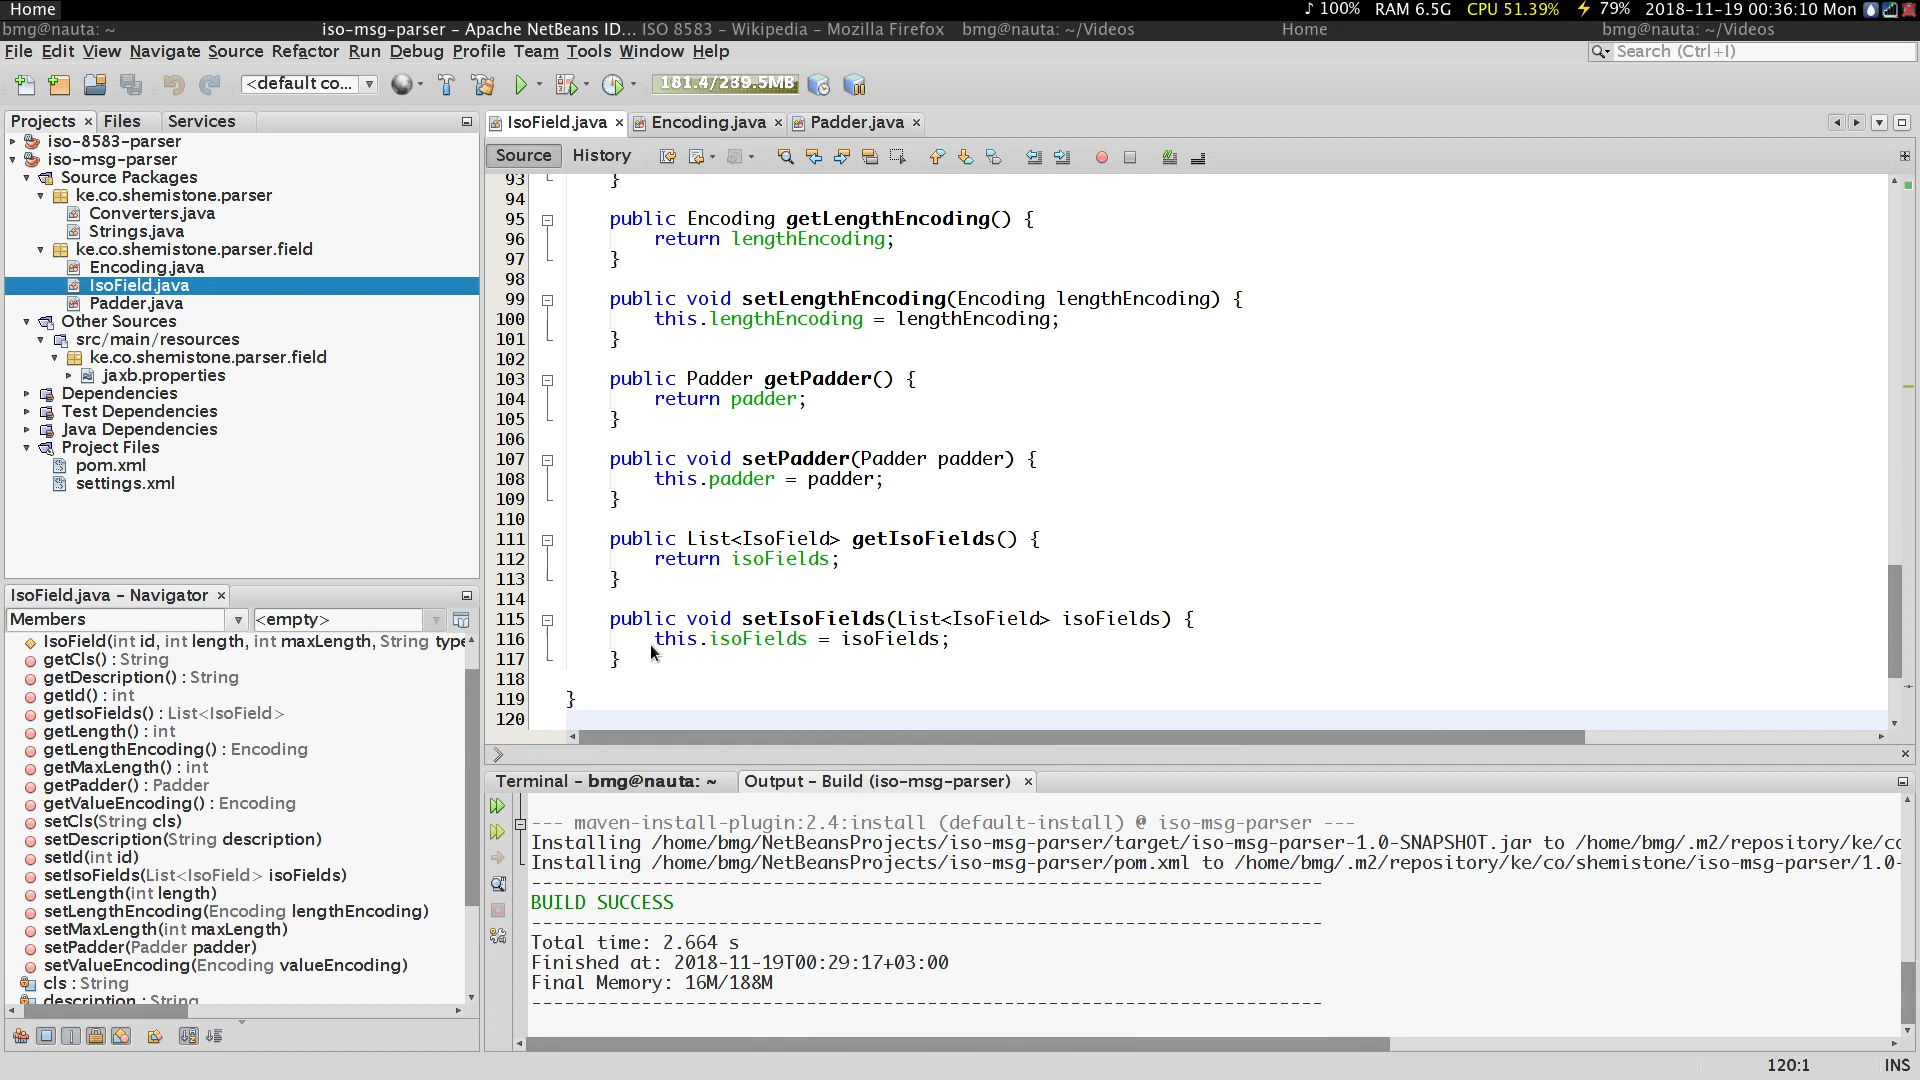 Home
♪ 100% RAM 6.5G CPU 51.39% ⚡ 79% 2018-11-19 00:36:10 Mon
bmg@nauta: ~
iso-msg-parser - Apache NetBeans ID...
ISO 8583 - Wikipedia - Mozilla Firefox
bmg@nauta: ~/Videos
Home
bmg@nauta: ~/Videos
File Edit View Navigate Source Refactor Run Debug Profile Team Tools Window Help
Search (Ctrl+I)
<default co...
181.4/239.5MB
Projects
Files
Services
iso-8583-parser
iso-msg-parser
Source Packages
ke.co.shemistone.parser
Converters.java
Strings.java
ke.co.shemistone.parser.field
Encoding.java
IsoField.java
Padder.java
Other Sources
src/main/resources
ke.co.shemistone.parser.field
jaxb.properties
Dependencies
Test Dependencies
Java Dependencies
Project Files
pom.xml
settings.xml
IsoField.java - Navigator
Members
<empty>
IsoField(int id, int length, int maxLength, String type
getCls() : String
getDescription() : String
getId() : int
getIsoFields() : List<IsoField>
getLength() : int
getLengthEncoding() : Encoding
getMaxLength() : int
getPadder() : Padder
getValueEncoding() : Encoding
setCls(String cls)
setDescription(String description)
setId(int id)
setIsoFields(List<IsoField> isoFields)
setLength(int length)
setLengthEncoding(Encoding lengthEncoding)
setMaxLength(int maxLength)
setPadder(Padder padder)
setValueEncoding(Encoding valueEncoding)
cls : String
description : String
IsoField.java
Encoding.java
Padder.java
Source
History
93 }
94
95 public Encoding getLengthEncoding() {
96 return lengthEncoding;
97 }
98
99 public void setLengthEncoding(Encoding lengthEncoding) {
100 this.lengthEncoding = lengthEncoding;
101 }
102
103 public Padder getPadder() {
104 return padder;
105 }
106
107 public void setPadder(Padder padder) {
108 this.padder = padder;
109 }
110
111 public List<IsoField> getIsoFields() {
112 return isoFields;
113 }
114
115 public void setIsoFields(List<IsoField> isoFields) {
116 this.isoFields = isoFields;
117 }
118
119 }
120
Terminal - bmg@nauta: ~
Output - Build (iso-msg-parser)
--- maven-install-plugin:2.4:install (default-install) @ iso-msg-parser ---
Installing /home/bmg/NetBeansProjects/iso-msg-parser/target/iso-msg-parser-1.0-SNAPSHOT.jar to /home/bmg/.m2/repository/ke/co
Installing /home/bmg/NetBeansProjects/iso-msg-parser/pom.xml to /home/bmg/.m2/repository/ke/co/shemistone/iso-msg-parser/1.0-
------------------------------------------------------------------------
BUILD SUCCESS
------------------------------------------------------------------------
Total time: 2.664 s
Finished at: 2018-11-19T00:29:17+03:00
Final Memory: 16M/188M
------------------------------------------------------------------------
120:1
INS